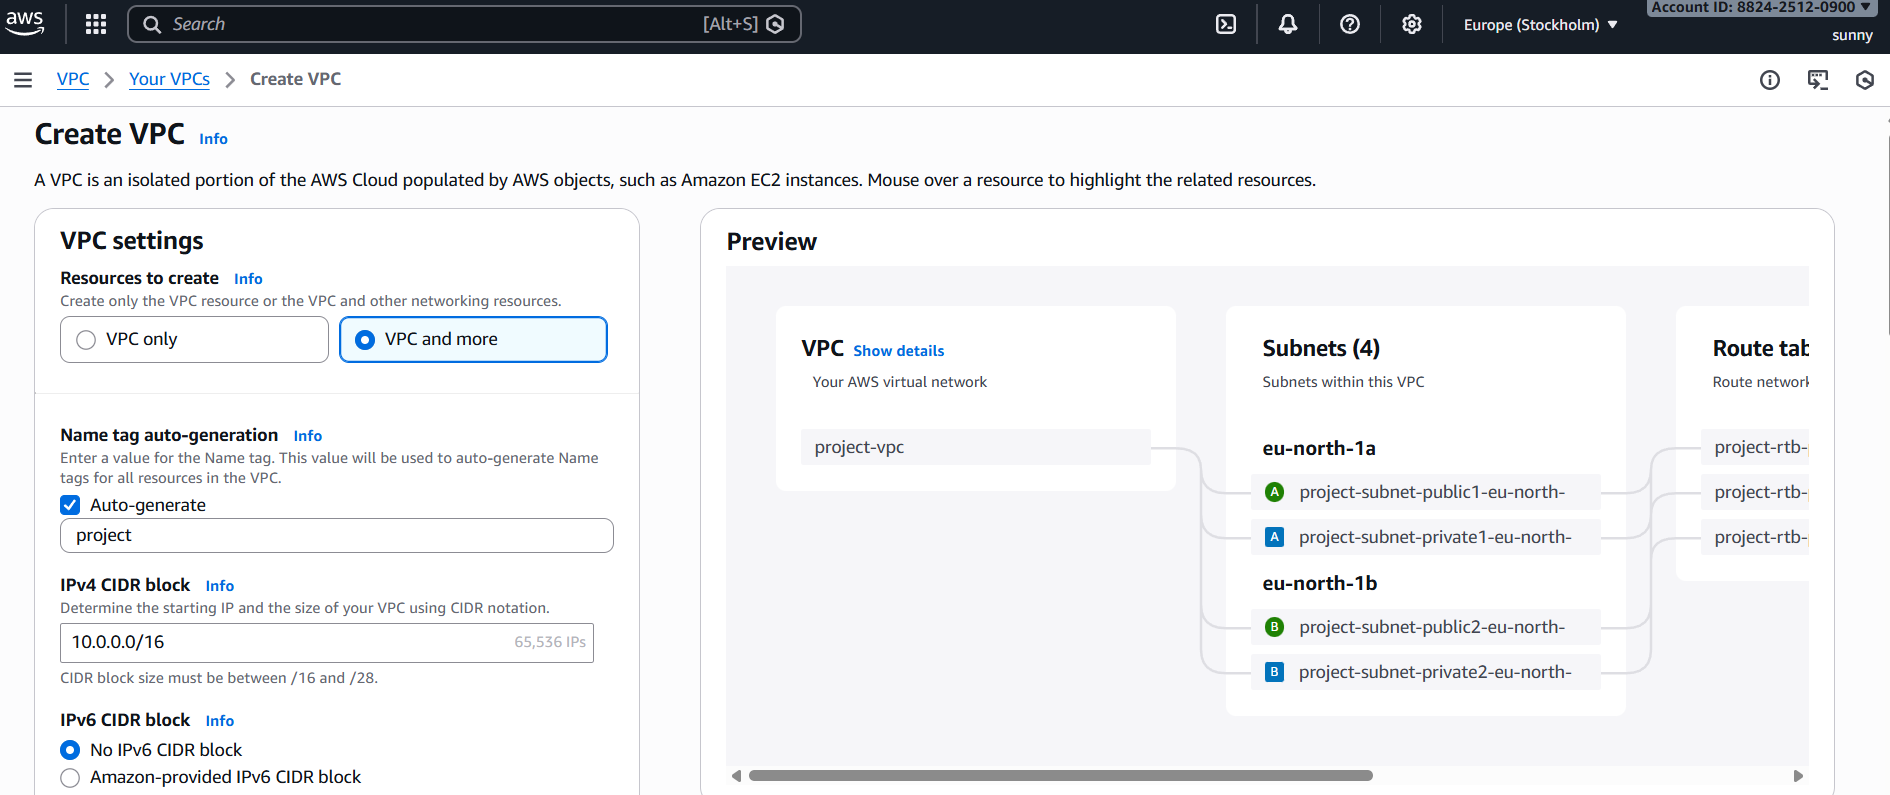 aws
Search
[Alt+S]
Europe (Stockholm)
Account ID: 8824-2512-0900
sunny
VPC
Your VPCs
Create VPC
Create VPC Info
A VPC is an isolated portion of the AWS Cloud populated by AWS objects, such as Amazon EC2 instances. Mouse over a resource to highlight the related resources.
VPC settings
Resources to create Info
Create only the VPC resource or the VPC and other networking resources.
VPC only
VPC and more
Name tag auto-generation Info
Enter a value for the Name tag. This value will be used to auto-generate Name
tags for all resources in the VPC.
Auto-generate
project
IPv4 CIDR block Info
Determine the starting IP and the size of your VPC using CIDR notation.
10.0.0.0/16 65,536 IPs
CIDR block size must be between /16 and /28.
IPv6 CIDR block Info
No IPv6 CIDR block
Amazon-provided IPv6 CIDR block
Preview
VPC Show details
Your AWS virtual network
project-vpc
Subnets (4)
Subnets within this VPC
eu-north-1a
A project-subnet-public1-eu-north-
A project-subnet-private1-eu-north-
eu-north-1b
B project-subnet-public2-eu-north-
B project-subnet-private2-eu-north-
Route tab
Route network
project-rtb-
project-rtb-
project-rtb-